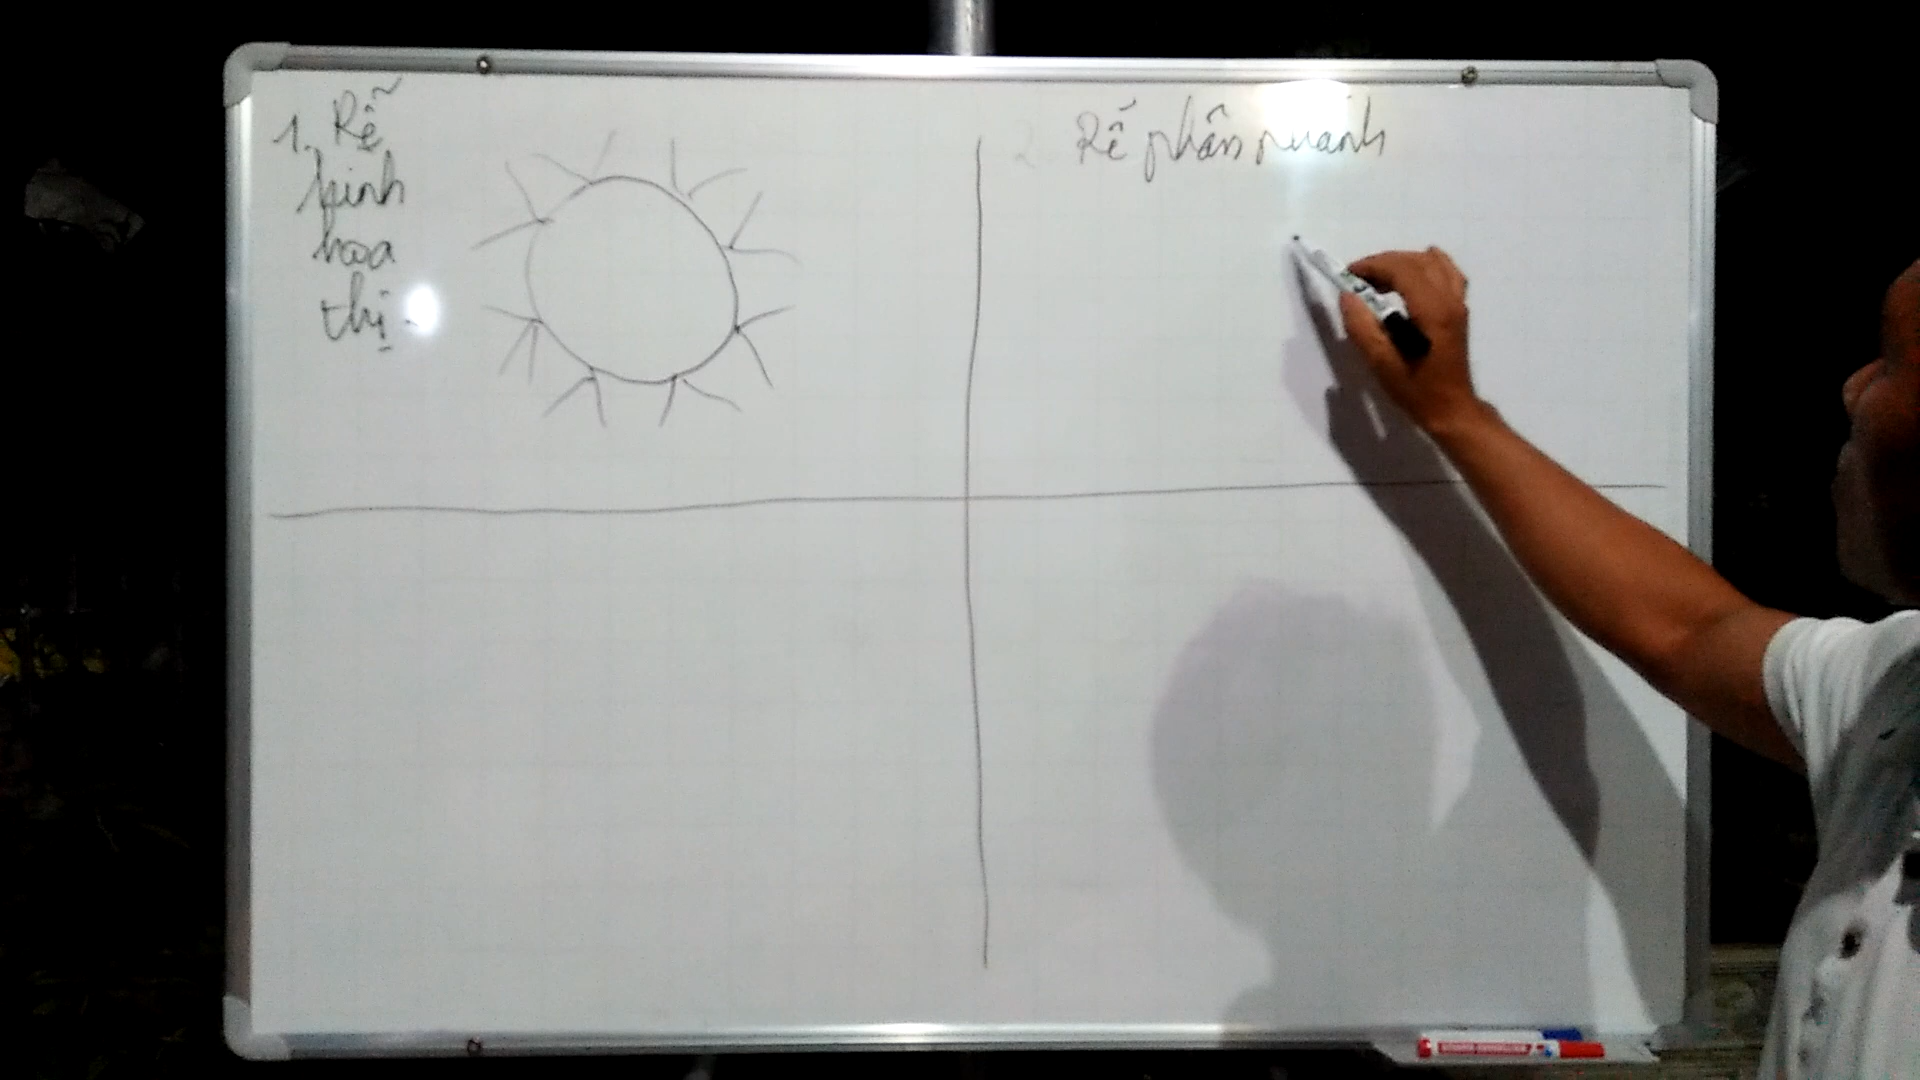 1. Rễ
hình
hoa
thị.
2. Rễ phân nhánh